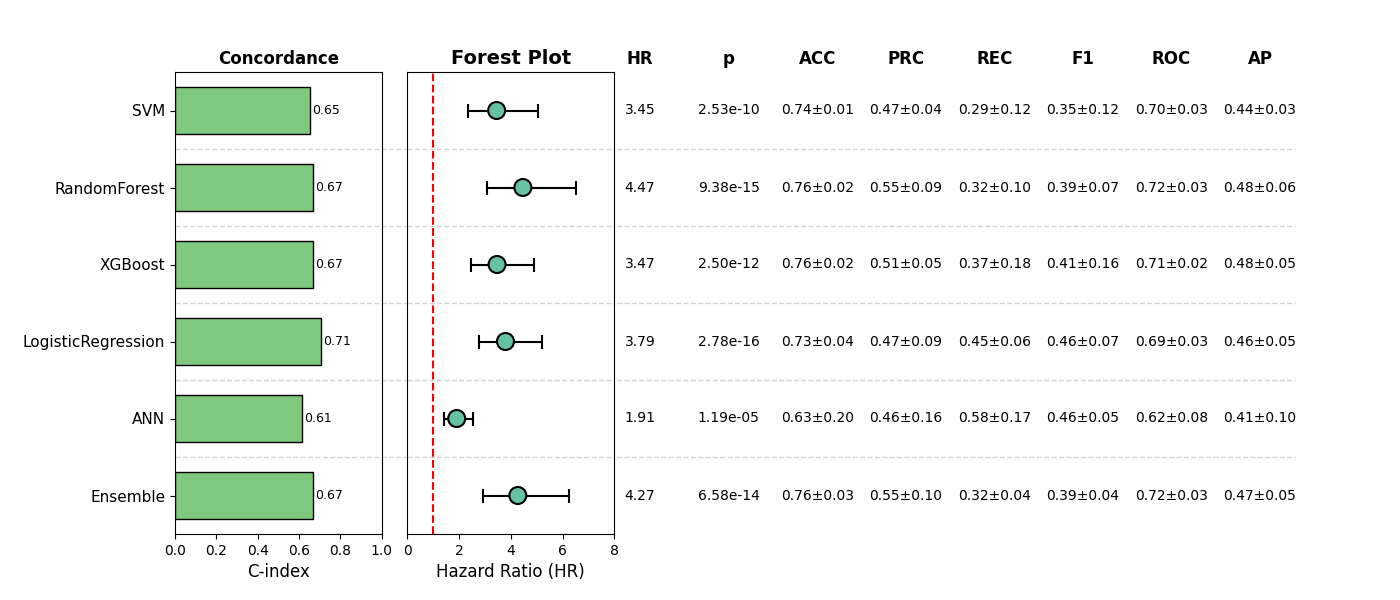 Concordance Forest Plot HR p ACC PRC REC F1 ROC AP
SVM 0.65 3.45 2.53e-10 0.74±0.01 0.47±0.04 0.29±0.12 0.35±0.12 0.70±0.03 0.44±0.03
RandomForest 0.67 4.47 9.38e-15 0.76±0.02 0.55±0.09 0.32±0.10 0.39±0.07 0.72±0.03 0.48±0.06
XGBoost 0.67 3.47 2.50e-12 0.76±0.02 0.51±0.05 0.37±0.18 0.41±0.16 0.71±0.02 0.48±0.05
LogisticRegression 0.71 3.79 2.78e-16 0.73±0.04 0.47±0.09 0.45±0.06 0.46±0.07 0.69±0.03 0.46±0.05
ANN 0.61 1.91 1.19e-05 0.63±0.20 0.46±0.16 0.58±0.17 0.46±0.05 0.62±0.08 0.41±0.10
Ensemble 0.67 4.27 6.58e-14 0.76±0.03 0.55±0.10 0.32±0.04 0.39±0.04 0.72±0.03 0.47±0.05
0.0 0.2 0.4 0.6 0.8 1.0 0 2 4 6 8
C-index Hazard Ratio (HR)